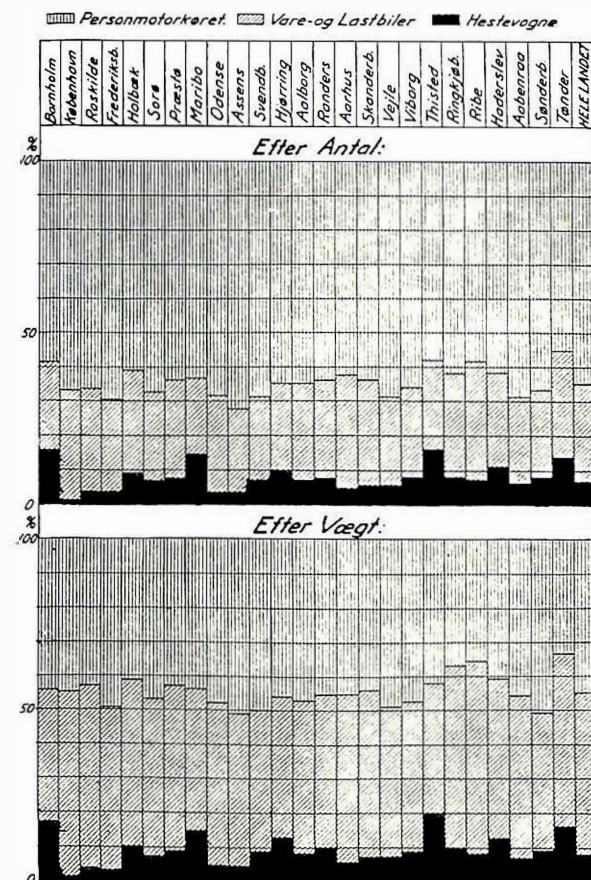 Personmotorkøret. Vare-og Lastbiler Hestevogne
Bornholm
København
Roskilde
Frederiksb.
Holbæk
Sorø
Præstø
Maribo
Odense
Assens
Svendb.
Hjørring
Aalborg
Randers
Aarhus
Skanderb.
Vejle
Viborg
Thisted
Ringkjøb.
Ribe
Haderslev
Aabenraa
Sønderb.
Tønder
HELE LANDET
%
100
Efter Antal:
50
0
%
100
Efter Vægt:
50
0